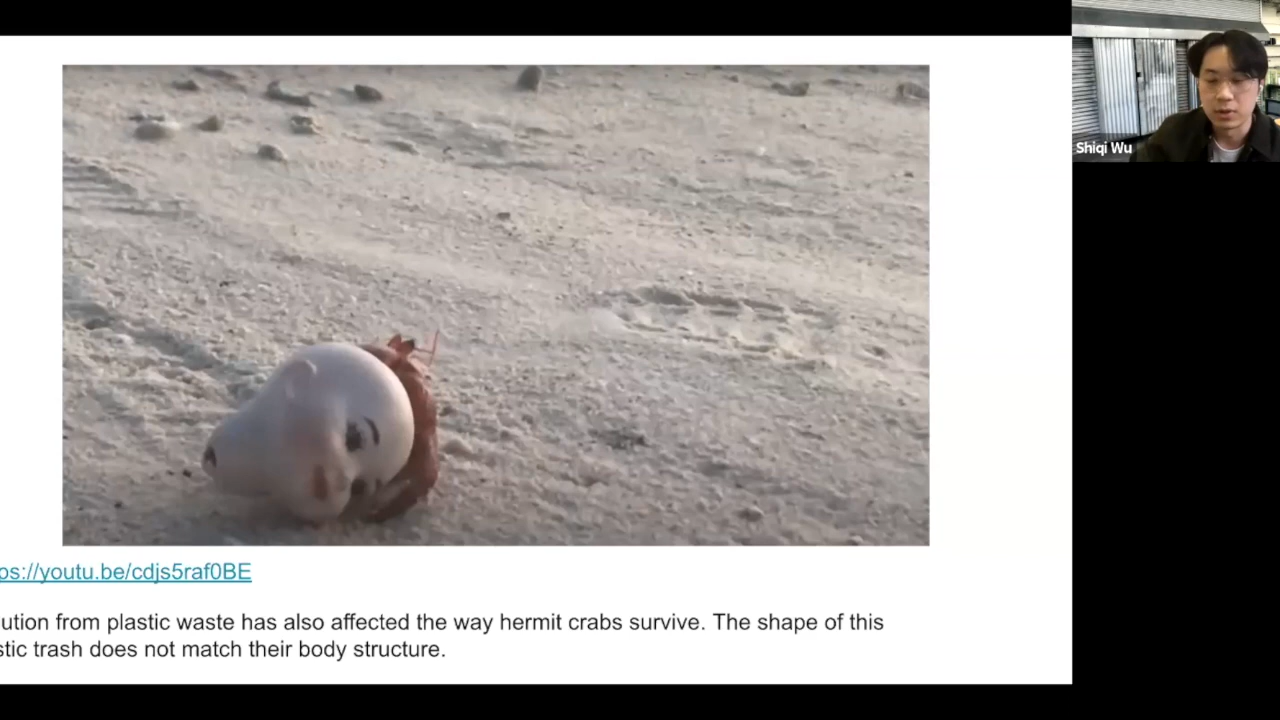 Shiqi Wu
ps://youtu.be/cdjs5raf0BE
ution from plastic waste has also affected the way hermit crabs survive. The shape of this
stic trash does not match their body structure.